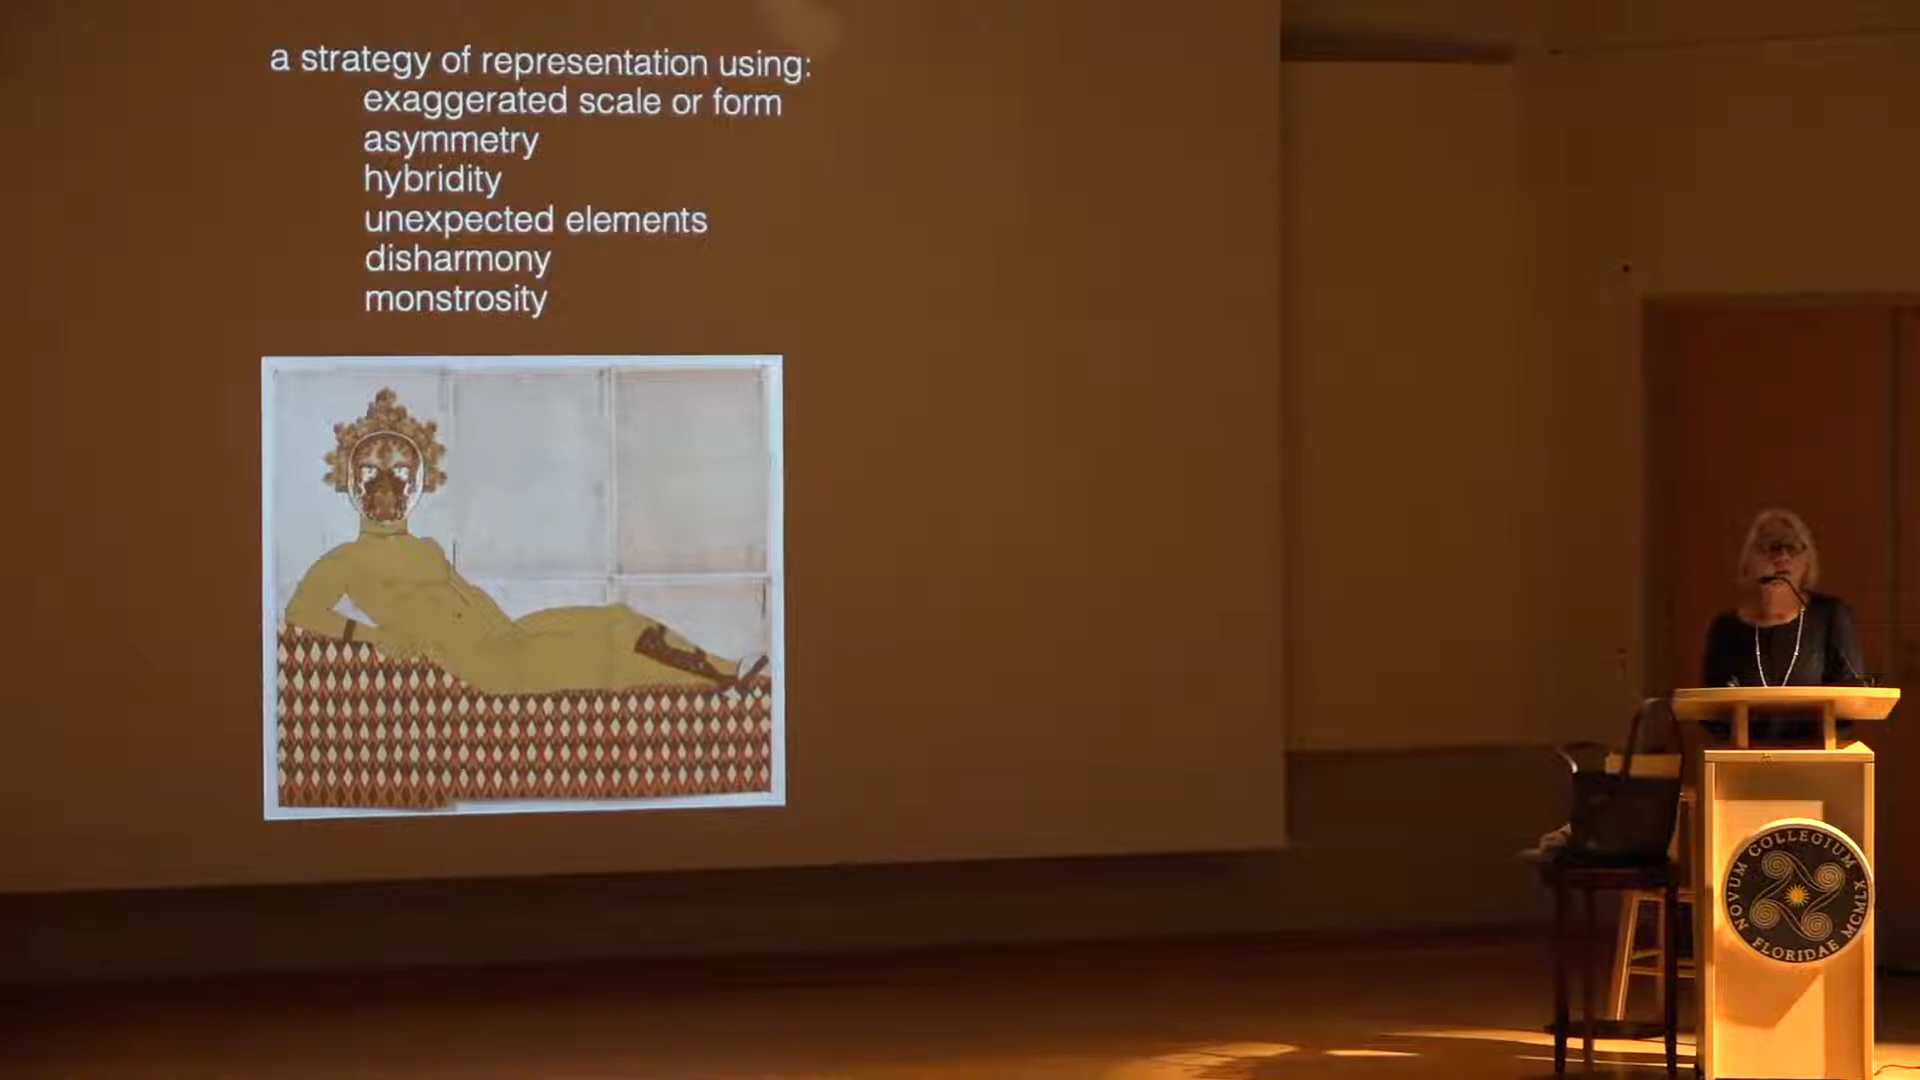 a strategy of representation using:
exaggerated scale or form
asymmetry
hybridity
unexpected elements
disharmony
monstrosity
NOVUM COLLEGIUM FLORIDAE MCMLX